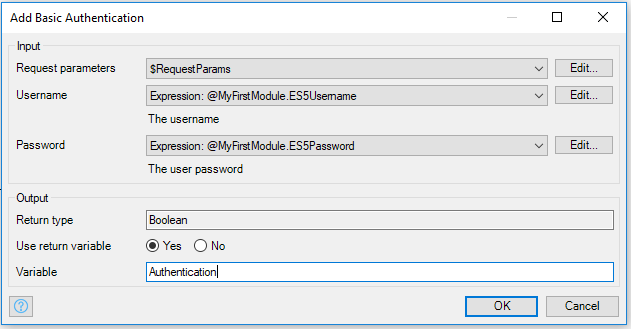 Add Basic Authentication
Input
Request parameters $RequestParams Edit...
Username Expression: @MyFirstModule.ES5Username Edit...
The username
Password Expression: @MyFirstModule.ES5Password Edit...
The user password
Output
Return type Boolean
Use return variable Yes No
Variable Authentication
? OK Cancel